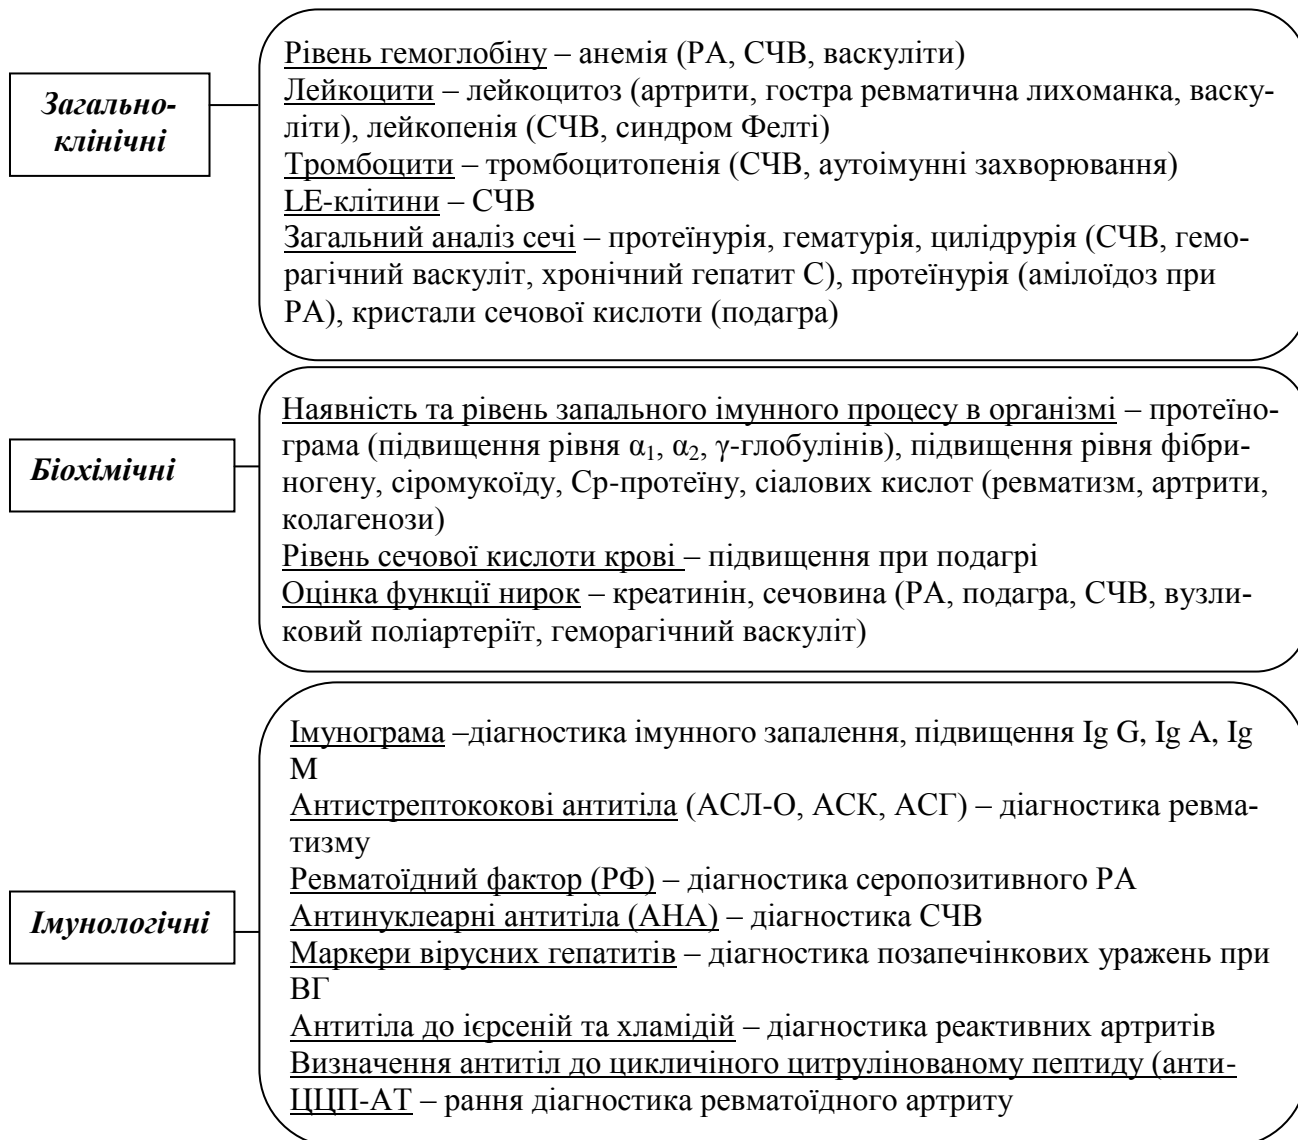 Загально-
клінічні
Рівень гемоглобіну – анемія (РА, СЧВ, васкуліти)
Лейкоцити – лейкоцитоз (артрити, гостра ревматична лихоманка, васку-
літи), лейкопенія (СЧВ, синдром Фелті)
Тромбоцити – тромбоцитопенія (СЧВ, аутоімунні захворювання)
LE-клітини – СЧВ
Загальний аналіз сечі – протеїнурія, гематурія, цилідрурія (СЧВ, гемо-
рагічний васкуліт, хронічний гепатит С), протеїнурія (амілоїдоз при
РА), кристали сечової кислоти (подагра)
Біохімічні
Наявність та рівень запального імунного процесу в організмі – протеїно-
грама (підвищення рівня α₁, α₂, γ-глобулінів), підвищення рівня фібри-
ногену, сіромукоїду, Ср-протеїну, сіалових кислот (ревматизм, артрити,
колагенози)
Рівень сечової кислоти крові – підвищення при подагрі
Оцінка функції нирок – креатинін, сечовина (РА, подагра, СЧВ, вузли-
ковий поліартеріїт, геморагічний васкуліт)
Імунологічні
Імунограма –діагностика імунного запалення, підвищення Ig G, Ig A, Ig
M
Антистрептококові антитіла (АСЛ-О, АСК, АСГ) – діагностика ревма-
тизму
Ревматоїдний фактор (РФ) – діагностика серопозитивного РА
Антинуклеарні антитіла (АНА) – діагностика СЧВ
Маркери вірусних гепатитів – діагностика позапечінкових уражень при
ВГ
Антитіла до ієрсеній та хламідій – діагностика реактивних артритів
Визначення антитіл до цикличіного цитрулінованому пептиду (анти-
ЦЦП-АТ – рання діагностика ревматоїдного артриту